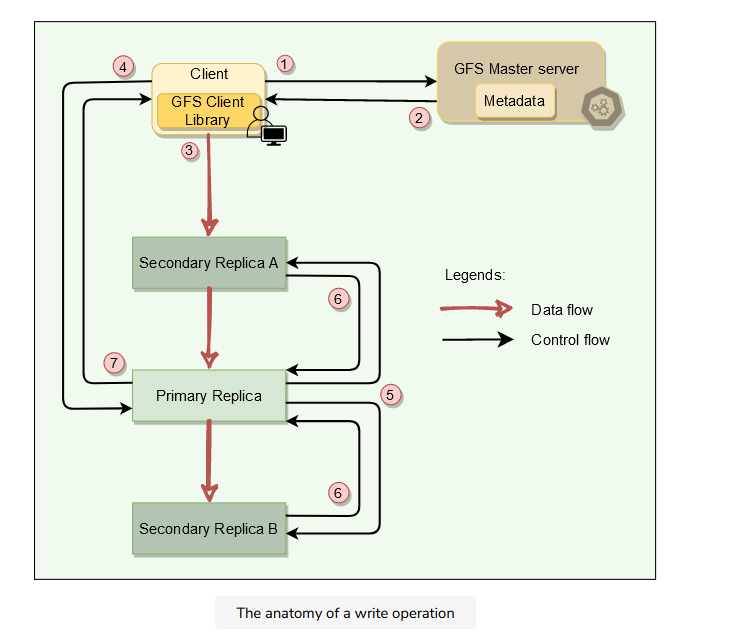 4
Client
1
GFS Master server
GFS Client
Library
Metadata
2
3
Secondary Replica A
6
Legends:
Data flow
Control flow
7
Primary Replica
5
6
Secondary Replica B
The anatomy of a write operation